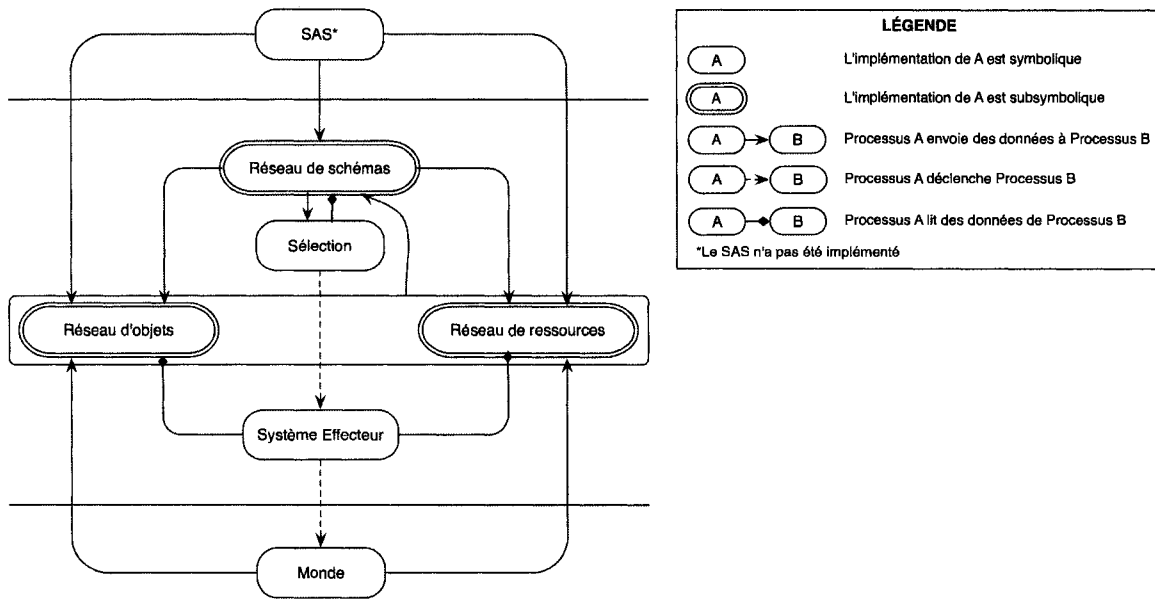 SAS*
Réseau de schémas
Sélection
Réseau d'objets
Réseau de ressources
Système Effecteur
Monde
LÉGENDE
A
L'implémentation de A est symbolique
A
L'implémentation de A est subsymbolique
A B Processus A envoie des données à Processus B
A B Processus A déclenche Processus B
A B Processus A lit des données de Processus B
*Le SAS n'a pas été implémenté